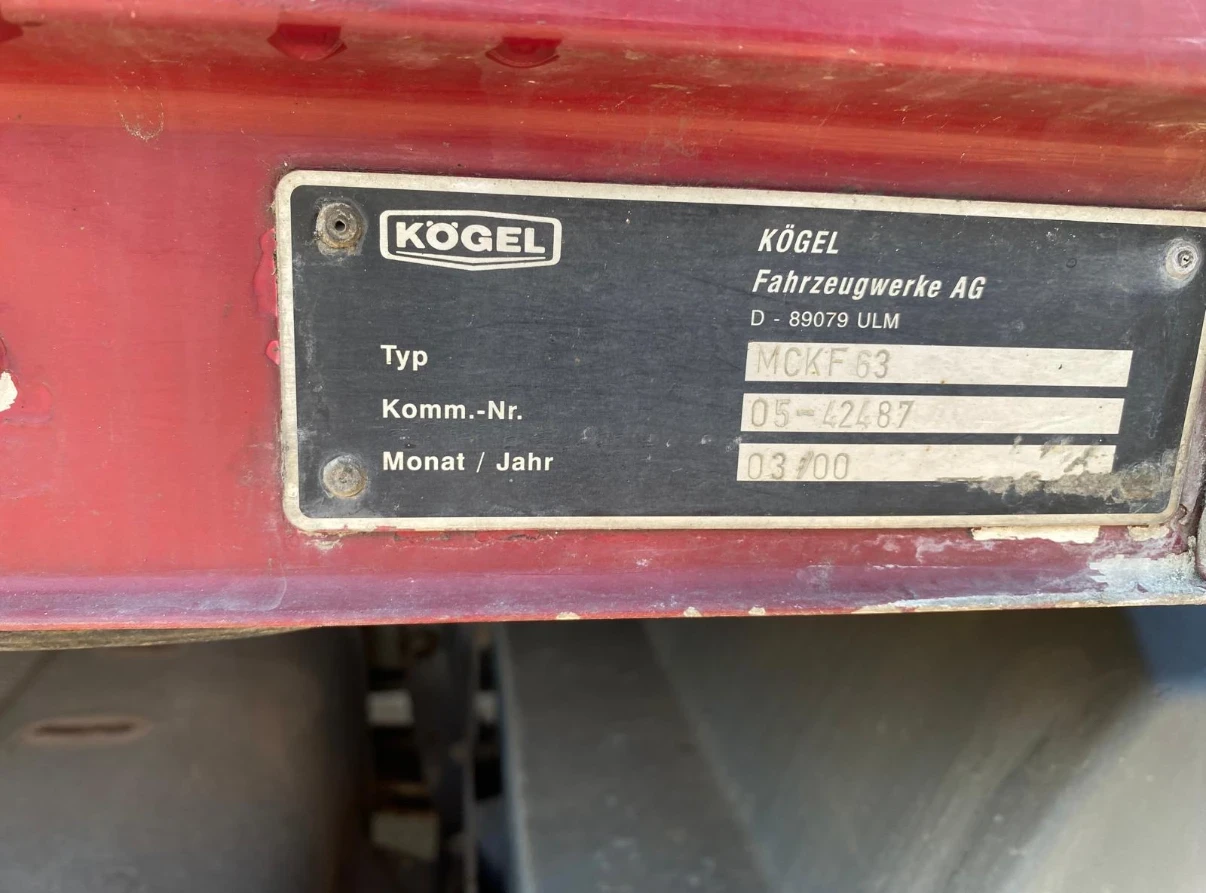 KÖGEL
KÖGEL
Fahrzeugwerke AG
D - 89079 ULM
Typ MCKF 63
Komm.-Nr. 05-42487
Monat / Jahr 03/00